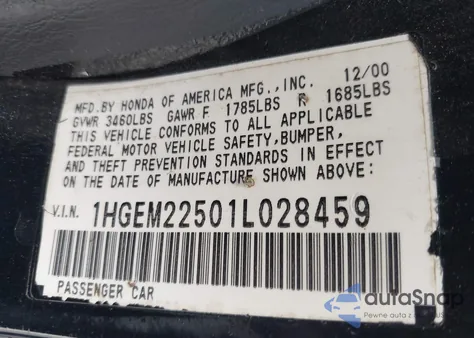 MFD.BY HONDA OF AMERICA MFG.,INC. 12/00
GVWR 3460LBS GAWR F 1785LBS R 1685LBS
THIS VEHICLE CONFORMS TO ALL APPLICABLE
FEDERAL MOTOR VEHICLE SAFETY,BUMPER,
AND THEFT PREVENTION STANDARDS IN EFFECT
ON THE DATE OF MANUFACTURE SHOWN ABOVE:
V.I.N. 1HGEM22501L028459
PASSENGER CAR
autoSnap
Pewne auta z